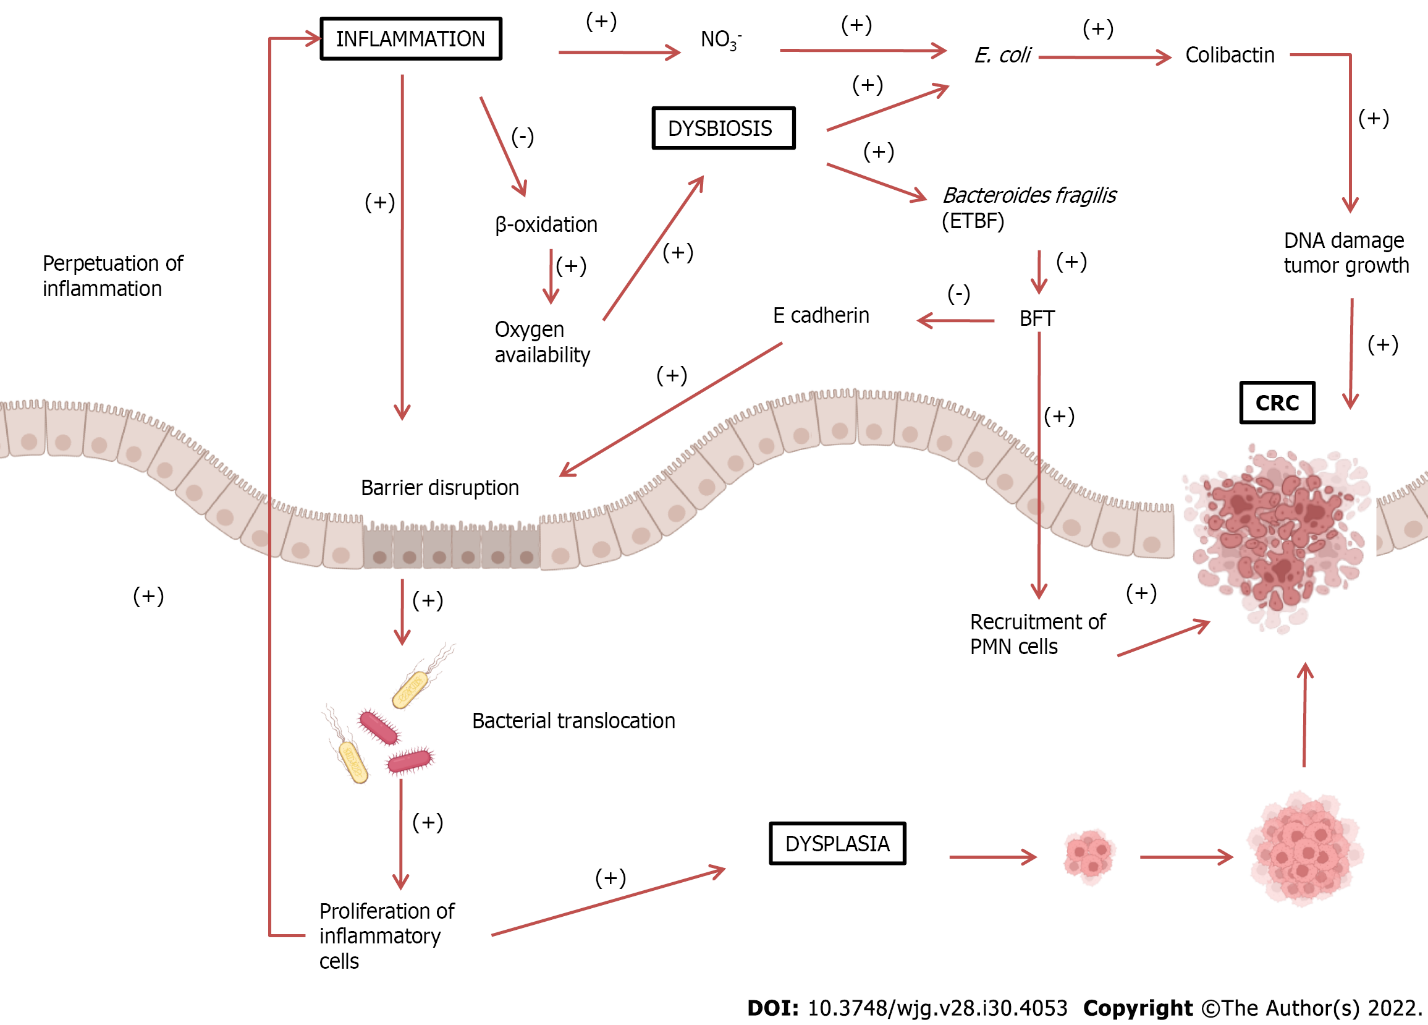 INFLAMMATION
(+)
NO₃⁻
(+)
E. coli
(+)
Colibactin
(+)
DYSBIOSIS
(+)
(+)
(-)
(+)
Bacteroides fragilis
(ETBF)
β-oxidation
(+)
(+)
(+)
(-)
DNA damage
tumor growth
Perpetuation of
inflammation
Oxygen
availability
E cadherin
BFT
(+)
(+)
(+)
CRC
Barrier disruption
(+)
(+)
(+)
Recruitment of
PMN cells
Bacterial translocation
(+)
DYSPLASIA
(+)
Proliferation of
inflammatory
cells
DOI: 10.3748/wjg.v28.i30.4053 Copyright ©The Author(s) 2022.